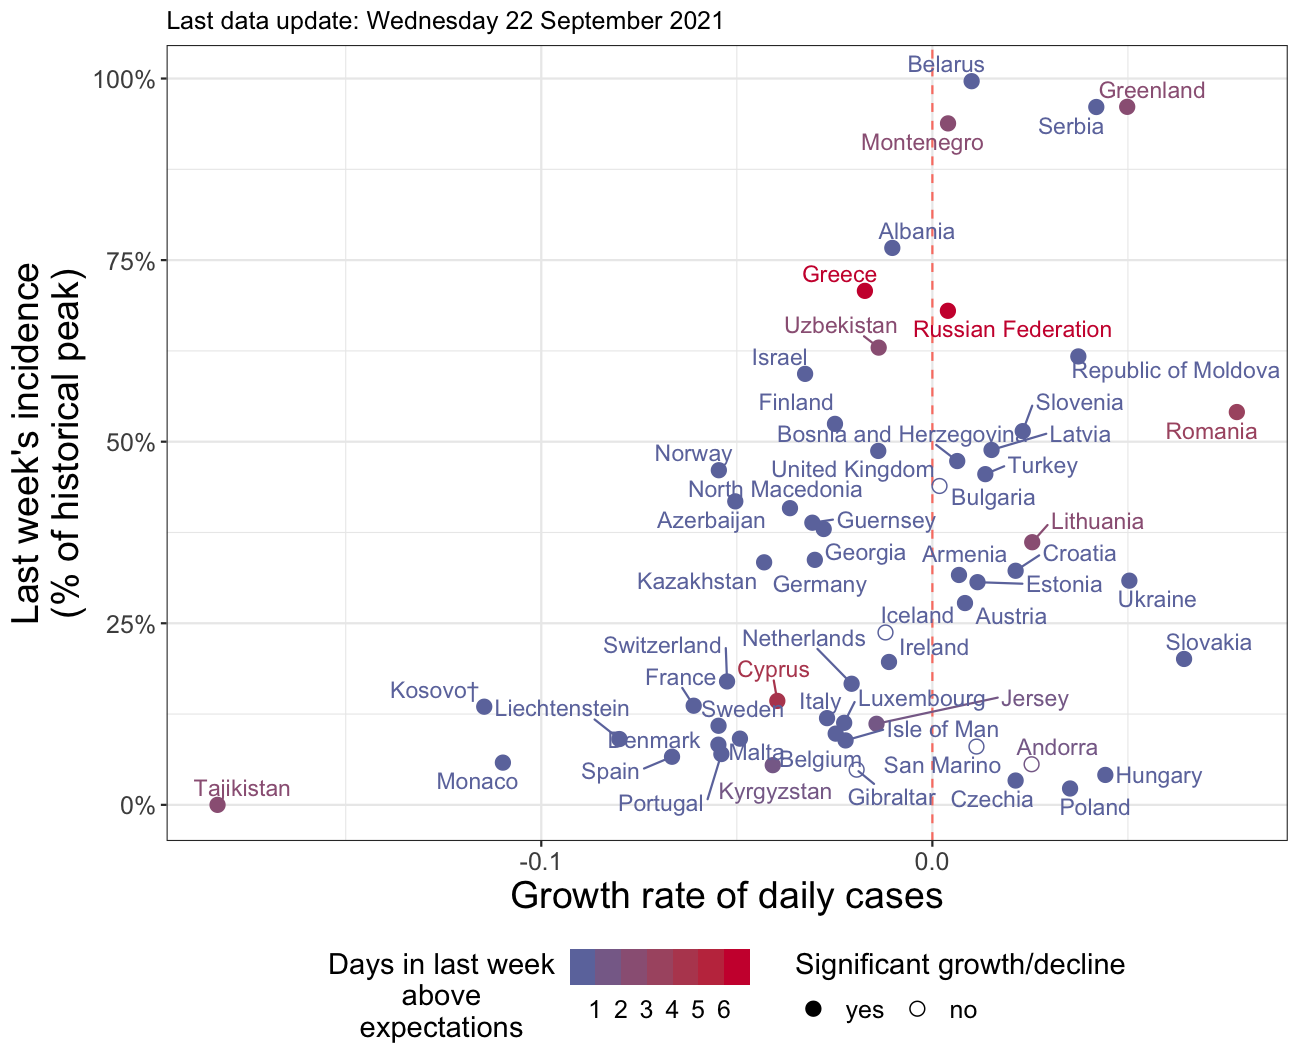 Last data update: Wednesday 22 September 2021
Belarus
100%
Greenland
Serbia
Montenegro
Albania
75%
Greece
Uzbekistan
Russian Federation
Israel
Republic of Moldova
Finland
Slovenia
Romania
Bosnia and Herzegovina
Latvia
50%
Norway
United Kingdom
Turkey
North Macedonia
Bulgaria
Azerbaijan
Guernsey
Lithuania
Georgia
Armenia
Croatia
Kazakhstan
Germany
Estonia
Ukraine
Iceland
Austria
25%
Switzerland
Netherlands
Ireland
Slovakia
France
Cyprus
Kosovo†
Liechtenstein
Sweden
Italy
Luxembourg
Jersey
Denmark
Isle of Man
Malta
Belgium
San Marino
Andorra
Monaco
Spain
Hungary
Tajikistan
Portugal
Kyrgyzstan
Gibraltar
Czechia
Poland
0%
Last week's incidence
(% of historical peak)
-0.1
0.0
Growth rate of daily cases
Days in last week
above
expectations
1 2 3 4 5 6
Significant growth/decline
yes
no